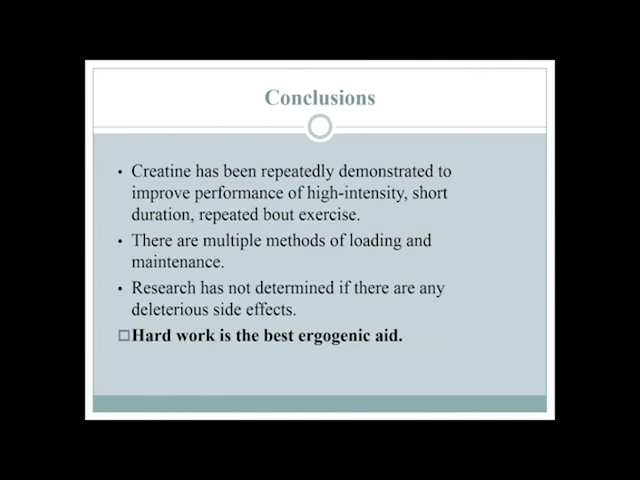 Conclusions
• Creatine has been repeatedly demonstrated to
improve performance of high-intensity, short
duration, repeated bout exercise.
• There are multiple methods of loading and
maintenance.
• Research has not determined if there are any
deleterious side effects.
Hard work is the best ergogenic aid.